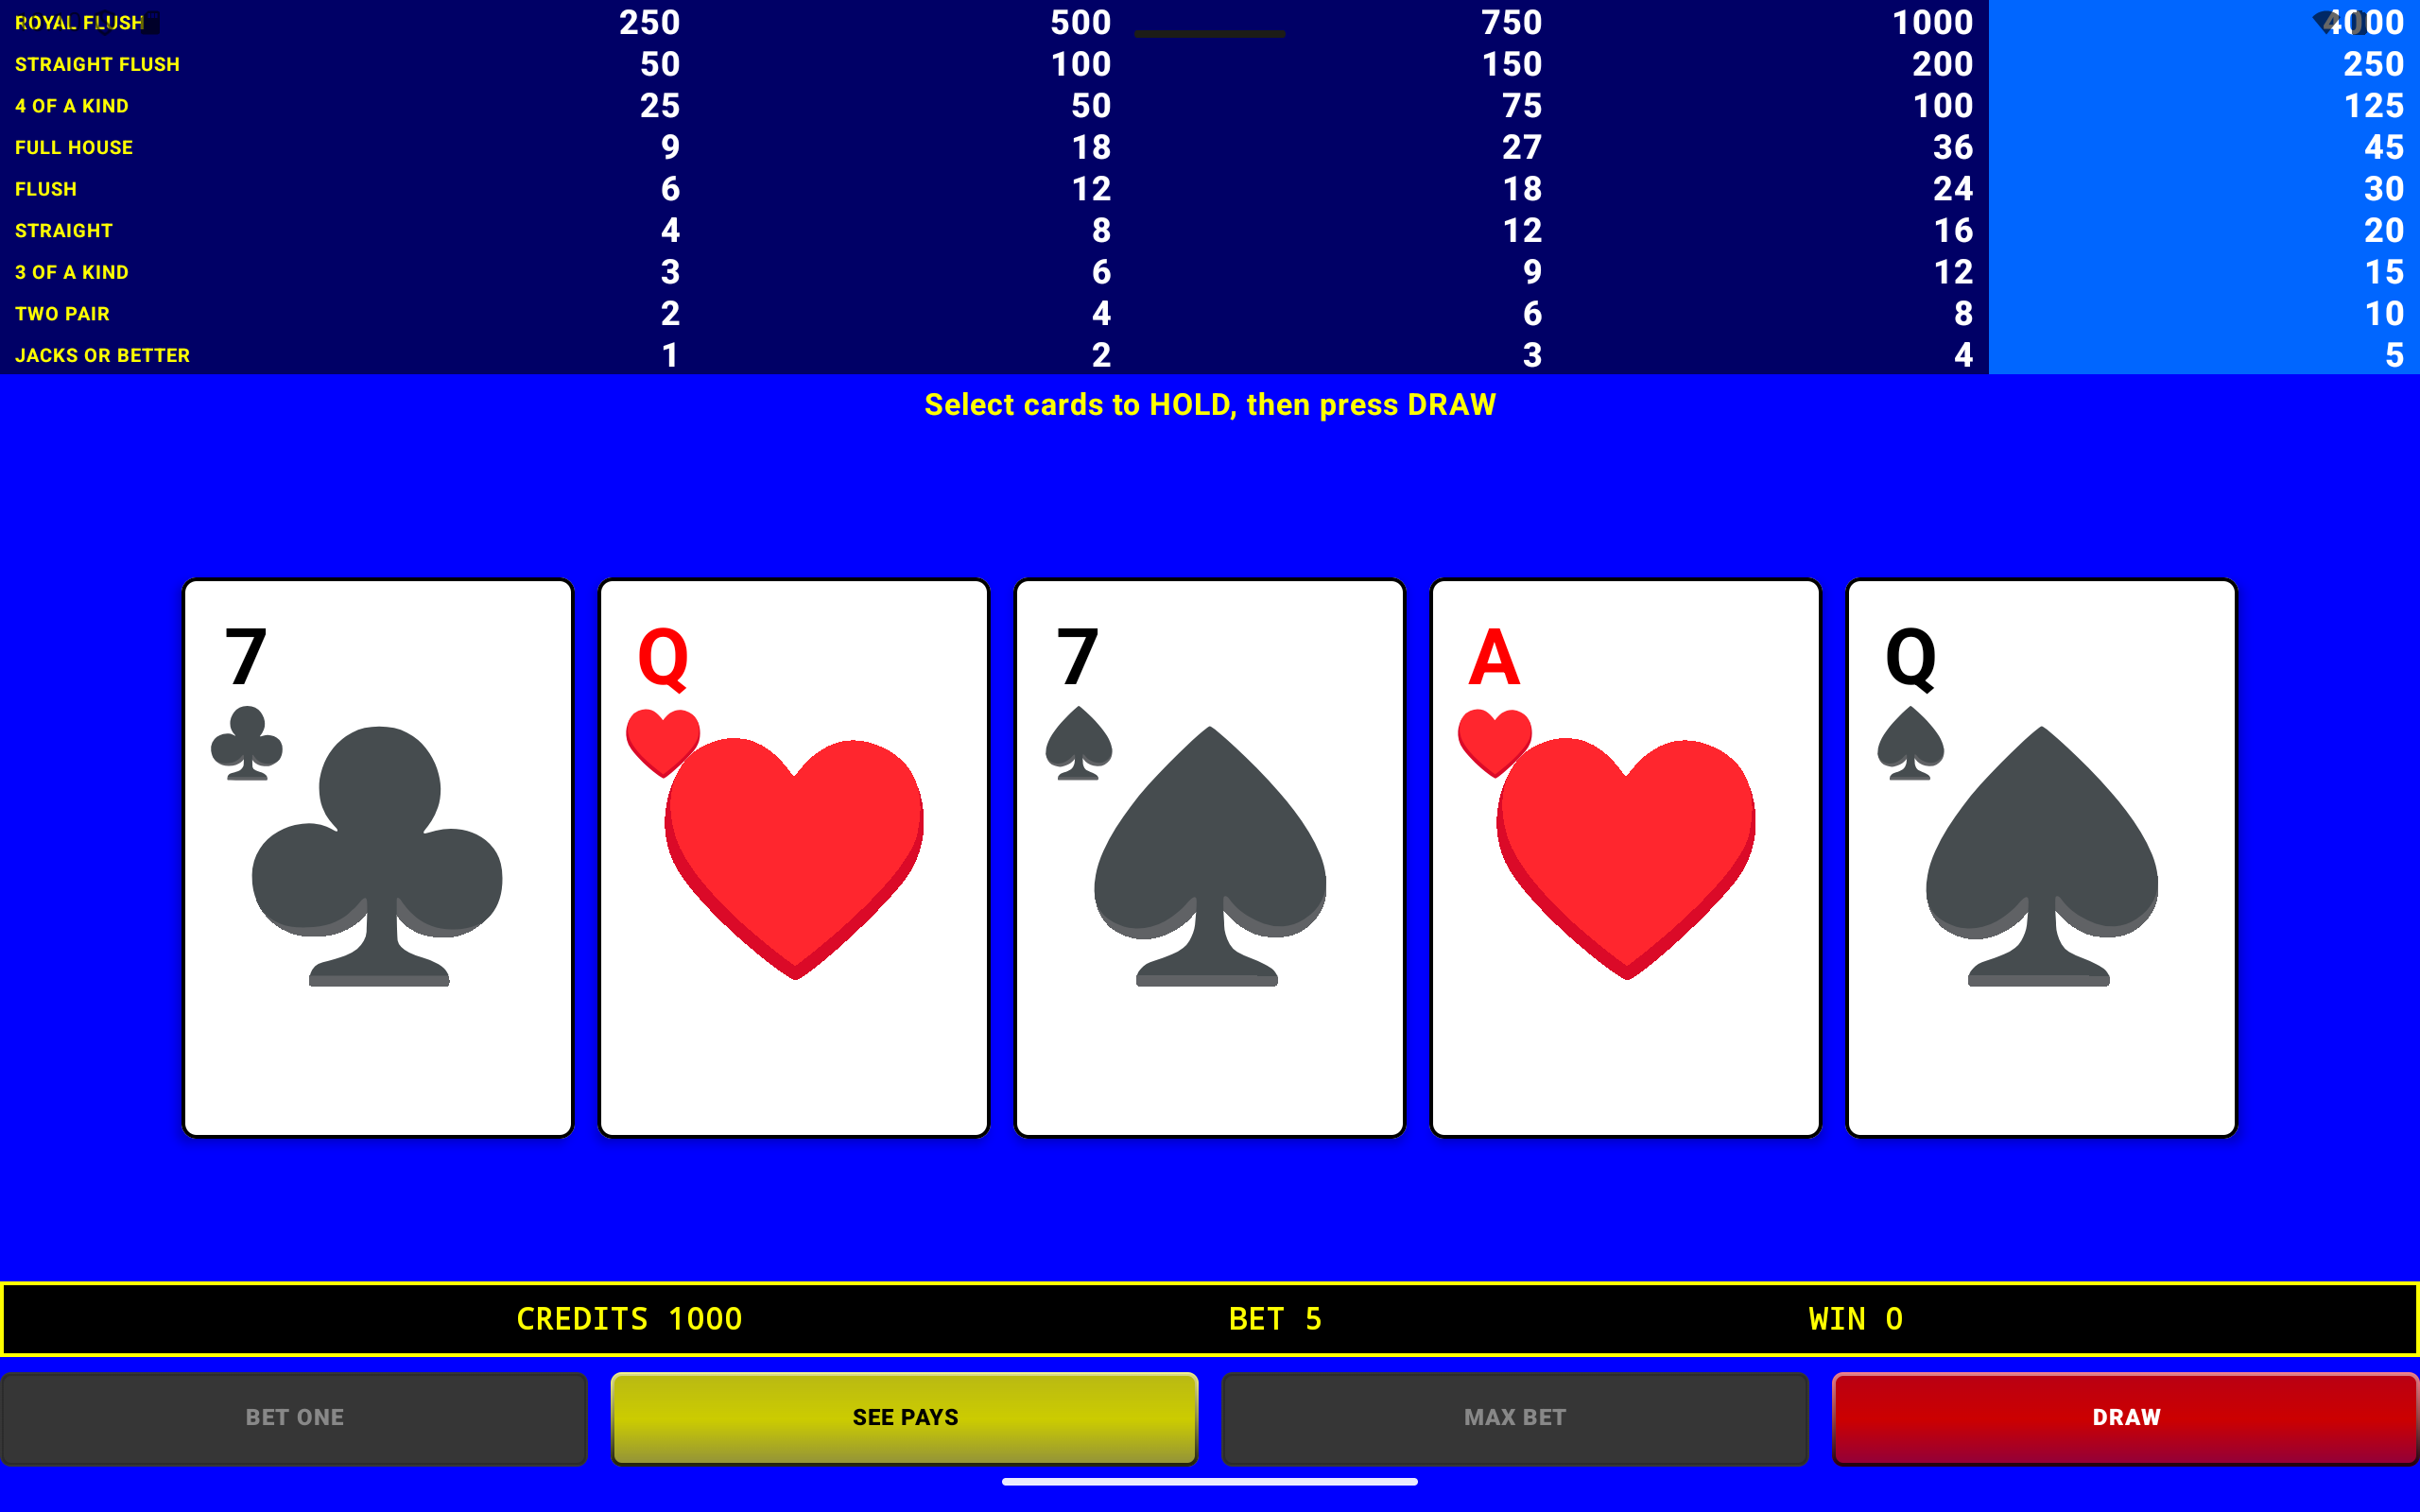 ROYAL FLUSH 250 500 750 1000 4000
STRAIGHT FLUSH 50 100 150 200 250
4 OF A KIND 25 50 75 100 125
FULL HOUSE 9 18 27 36 45
FLUSH 6 12 18 24 30
STRAIGHT 4 8 12 16 20
3 OF A KIND 3 6 9 12 15
TWO PAIR 2 4 6 8 10
JACKS OR BETTER 1 2 3 4 5
Select cards to HOLD, then press DRAW
7 Q 7 A Q
CREDITS 1000 BET 5 WIN 0
BET ONE SEE PAYS MAX BET DRAW